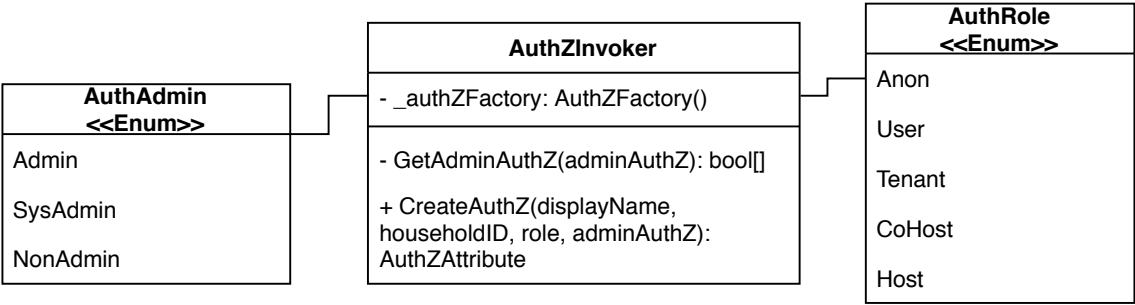 AuthAdmin
<<Enum>>
Admin
SysAdmin
NonAdmin
AuthZInvoker
- _authZFactory: AuthZFactory()
- GetAdminAuthZ(adminAuthZ): bool[]
+ CreateAuthZ(displayName,
householdID, role, adminAuthZ):
AuthZAttribute
AuthRole
<<Enum>>
Anon
User
Tenant
CoHost
Host